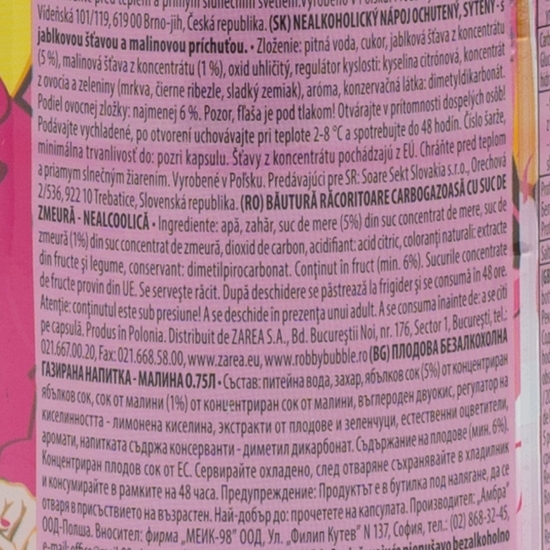 pred teplem a přímým slunečním světlem. Vyrobeno v Polsku.
Vídeňská 101/119, 619 00 Brno-jih, Česká republika. (SK) NEALKOHOLICKÝ NÁPOJ OCHUTENÝ, SÝTENÝ - s
jablkovou šťavou a malinovou príchuťou. • Zloženie: pitná voda, cukor, jablková šťava z koncentrátu
(5 %), malinová šťava z koncentrátu (1 %), oxid uhličitý, regulátor kyslosti: kyselina citrónová, koncentrát
z ovocia a zeleniny (mrkva, čierne ríbezle, sladký zemiak), aróma, konzervačná látka: dimetyldikarbonát.
Podiel ovocnej zložky: najmenej 6 %. Pozor, fľaša je pod tlakom! Otvárajte v prítomnosti dospelých osôb!
Podávajte vychladené, po otvorení uchovávajte pri teplote 2-8 °C a spotrebujte do 48 hodín. Číslo šarže,
minimálna trvanlivosť do: pozri kapsulu. Šťavy z koncentrátu pochádzajú z EÚ. Chráňte pred teplom
a priamym slnečným žiarením. Vyrobené v Poľsku. Predávajúci pre SR: Soare Sekt Slovakia s.r.o., Orechová
2/536, 922 10 Trebatice, Slovenská republika. (RO) BĂUTURĂ RĂCORITOARE CARBOGAZOASĂ CU SUC DE
ZMEURĂ - NEALCOOLICĂ • Ingrediente: apă, zahăr, suc de mere (5%) din suc concentrat de mere, suc de
zmeură (1%) din suc concentrat de zmeură, dioxid de carbon, acidifiant: acid citric, coloranți naturali: extracte
din fructe și legume, conservant: dimetilpirocarbonat. Conținut în fruct (min. 6%). Sucurile concentrate
de fructe provin din UE. Se servește răcit. După deschidere se păstrează la frigider și se consumă în 48 ore.
Atenție: conținutul este sub presiune! A se deschide în prezența unui adult. A se consuma înainte de: a se citi
pe capsulă. Produs in Polonia. Distribuit de ZAREA S.A., Bd. Bucureștii Noi, nr. 176, Sector 1, București, tel.:
021.667.00.20, Fax: 021.668.58.00, www.zarea.eu, www.robbybubble.ro (BG) ПЛОДОВА БЕЗАЛКОХОЛНА
ГАЗИРАНА НАПИТКА - МАЛИНА 0.75Л • Състав: питейна вода, захар, ябълков сок (5%) от концентриран
ябълков сок, сок от малини (1%) от концентриран сок от малини, въглероден двуокис, регулатор на
киселинността - лимонена киселина, екстракти от плодове и зеленчуци, естествени оцветители,
аромати, напитката съдържа консерванти - диметил дикарбонат. Съдържание на плодове (мин. 6%).
Концентриран плодов сок от ЕС. Сервирайте охладено, след отваряне съхранявайте в хладилник
и консумирайте в рамките на 48 часа. Предупреждение: Продуктът е в бутилка под налягане, да се
отваря в присъствието на възрастен. Най-добър до: прочетете на капсулата. Производител: „Амбра“
ООД-Полша. Вносител: фирма "МЕИК-98" ООД, Ул. „Филип Кутев" N 137, София, тел.: (02) 868-32-45,